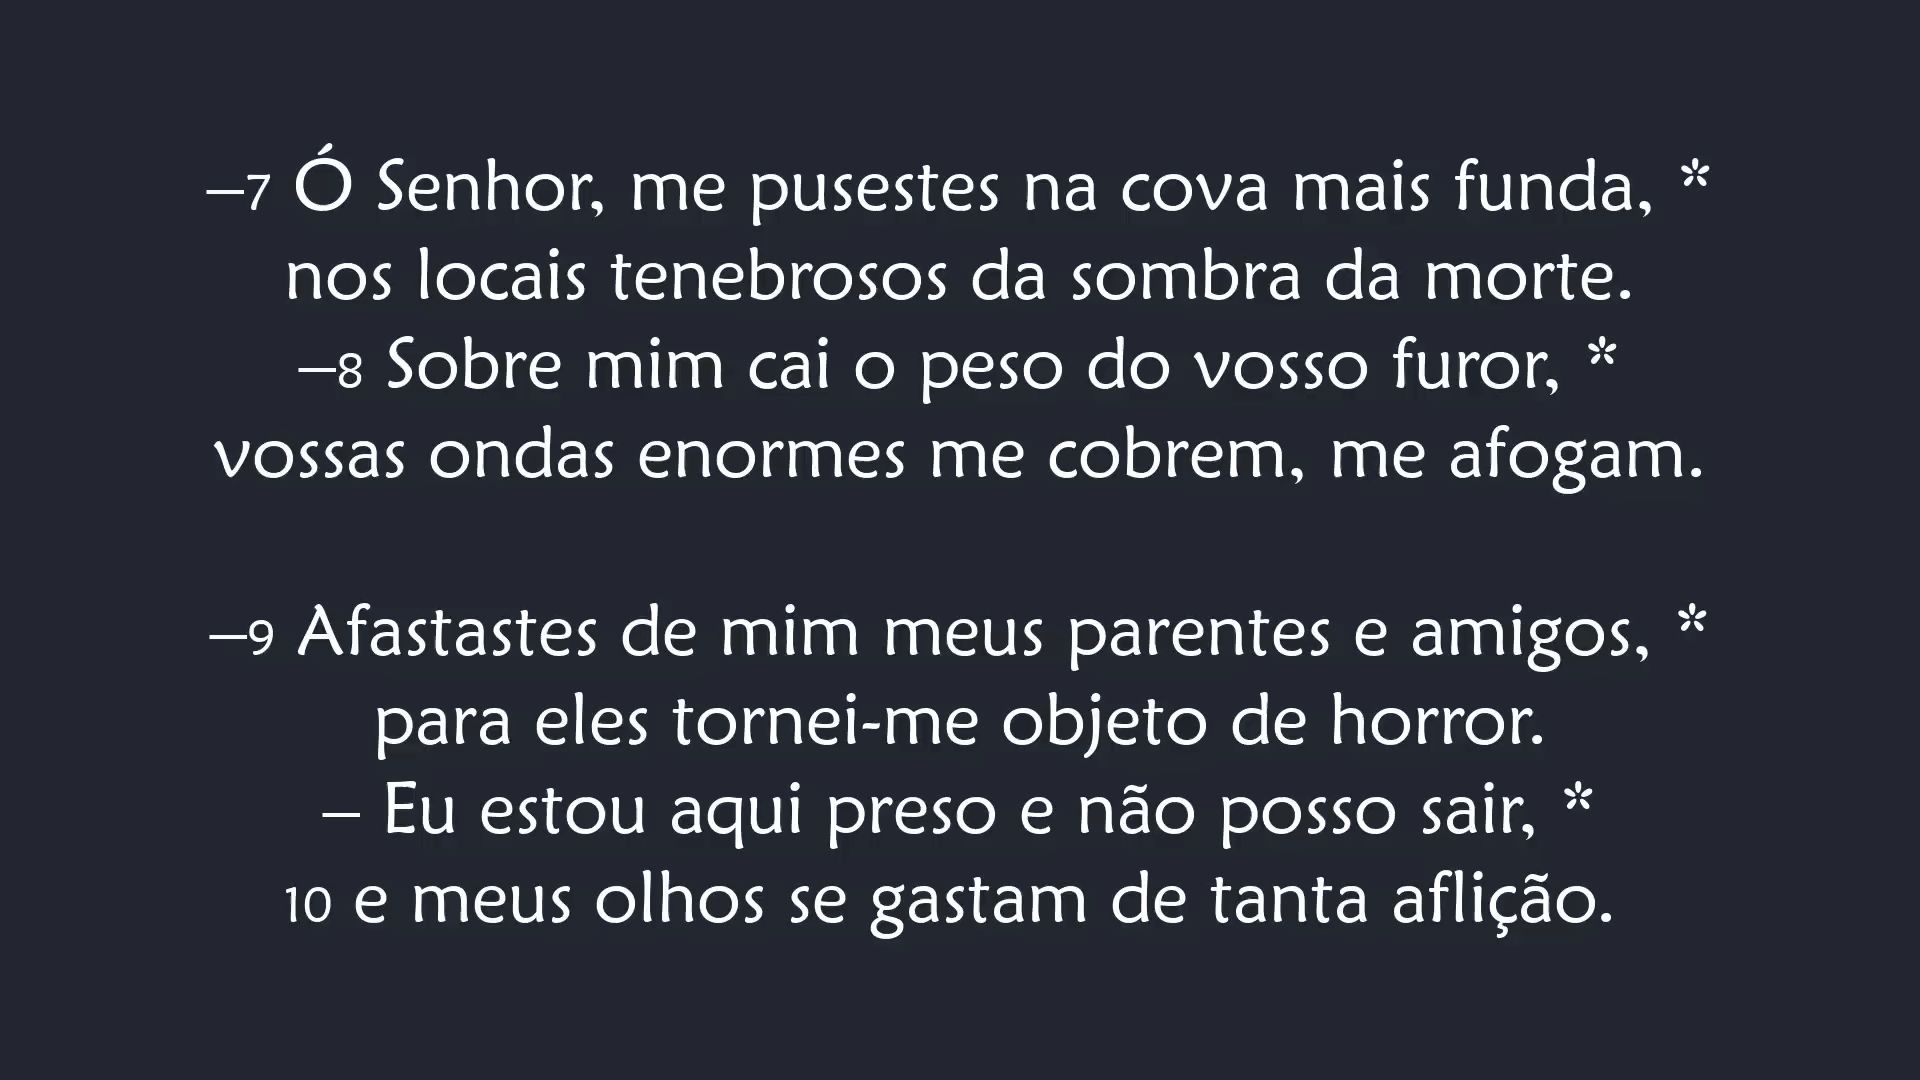 –7 Ó Senhor, me pusestes na cova mais funda, *
nos locais tenebrosos da sombra da morte.
–8 Sobre mim cai o peso do vosso furor, *
vossas ondas enormes me cobrem, me afogam.
–9 Afastastes de mim meus parentes e amigos, *
para eles tornei-me objeto de horror.
– Eu estou aqui preso e não posso sair, *
10 e meus olhos se gastam de tanta aflição.